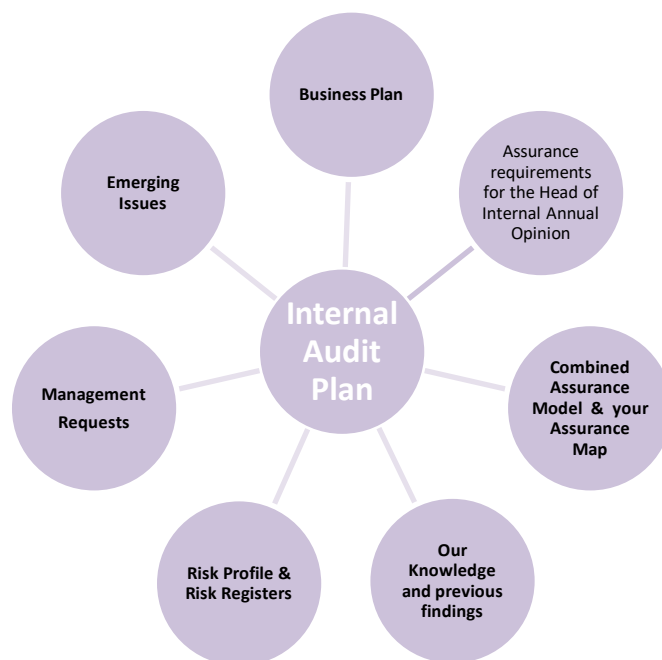 Business Plan
Assurance
requirements
for the Head of
Internal Annual
Opinion
Combined
Assurance
Model & your
Assurance
Map
Our
Knowledge
and previous
findings
Risk Profile &
Risk Registers
Management
Requests
Emerging
Issues
Internal
Audit
Plan